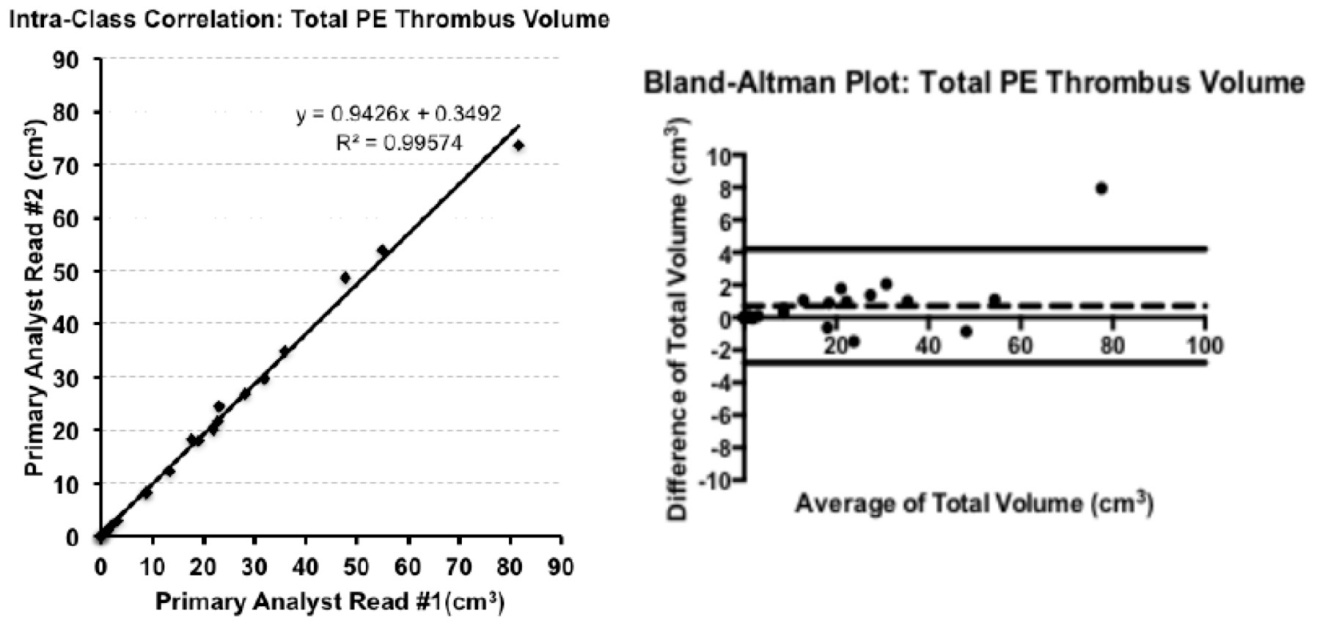 Intra-Class Correlation: Total PE Thrombus Volume
90
80
70
60
50
40
30
20
10
0
Primary Analyst Read #2 (cm³)
y = 0.9426x + 0.3492
R² = 0.99574
0 10 20 30 40 50 60 70 80 90
Primary Analyst Read #1(cm³)
Bland-Altman Plot: Total PE Thrombus Volume
Difference of Total Volume (cm³)
10
8
6
4
2
0
-2
-4
-6
-8
-10
20 40 60 80 100
Average of Total Volume (cm³)